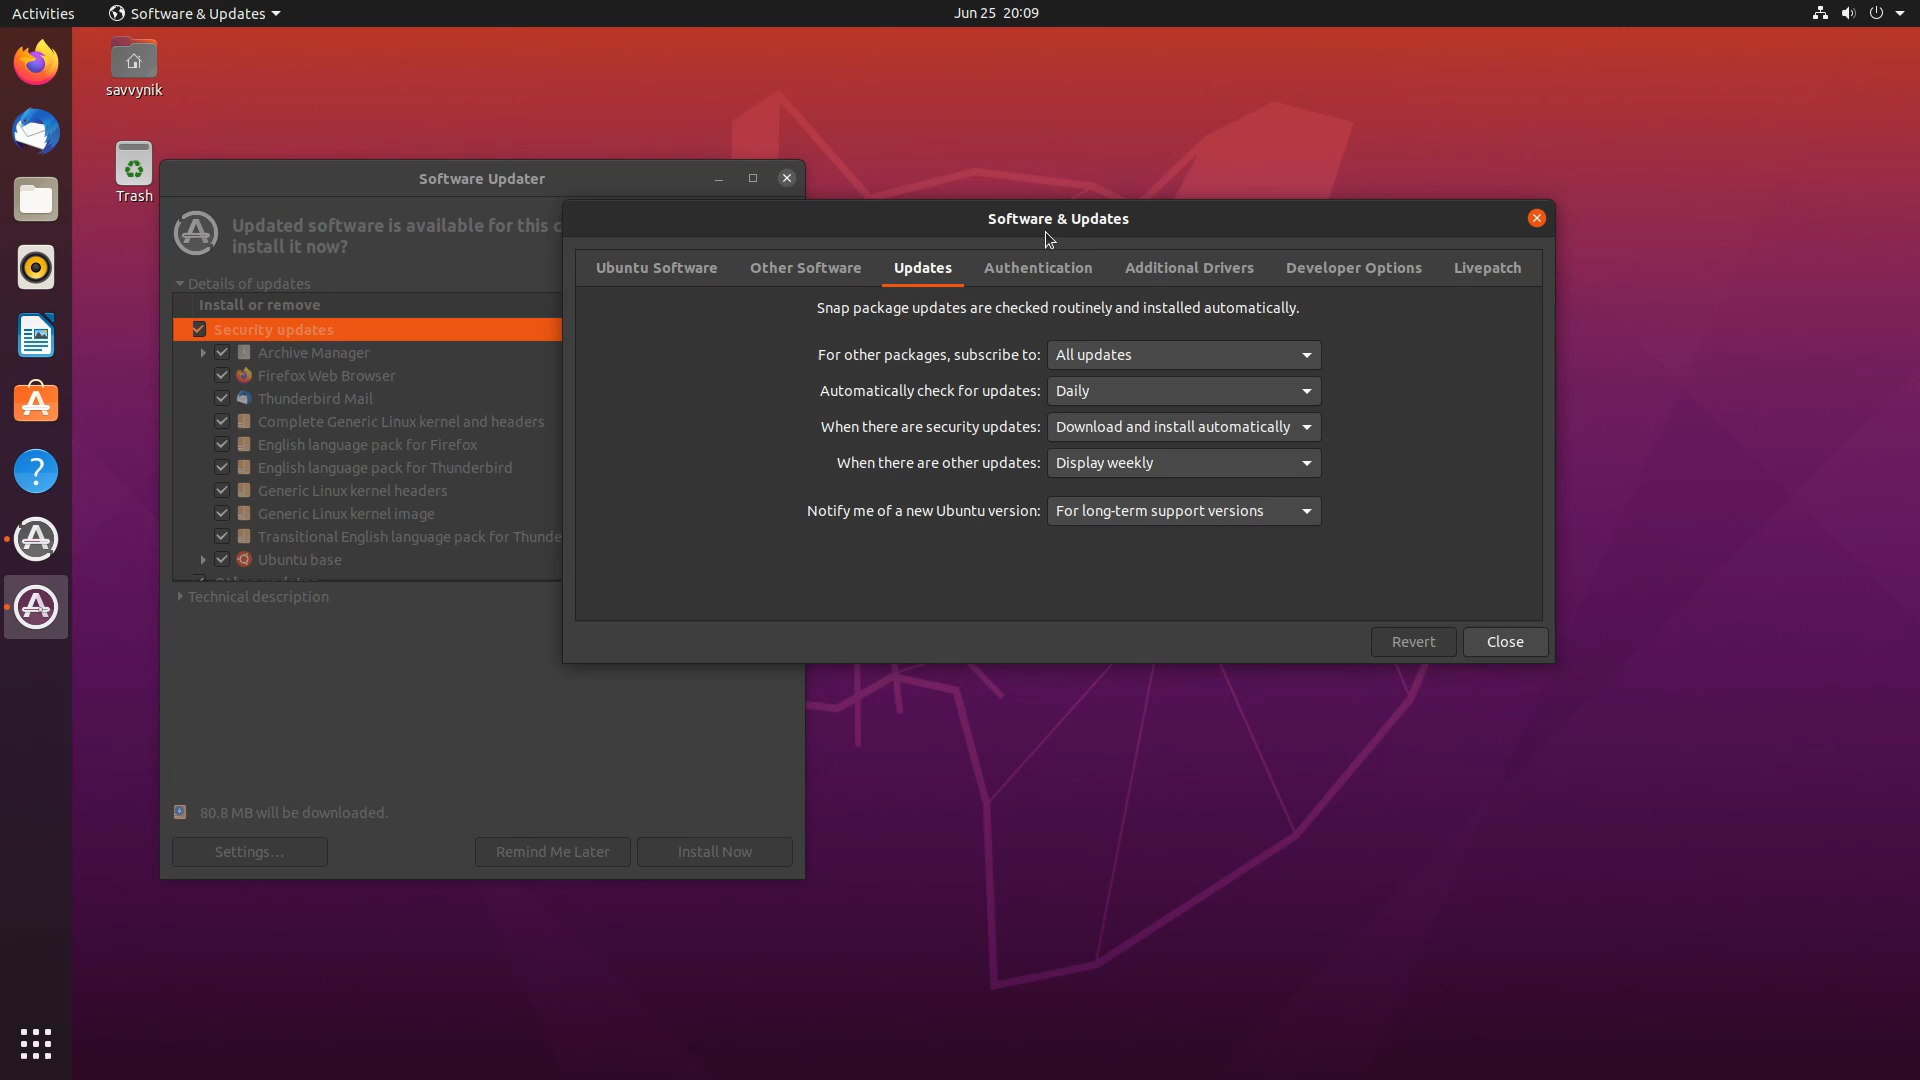 Activities
Software & Updates
Jun 25 20:09
savvynik
Trash
Software Updater
Updated software is available for this c
install it now?
Details of updates
Install or remove
Security updates
Archive Manager
Firefox Web Browser
Thunderbird Mail
Complete Generic Linux kernel and headers
English language pack for Firefox
English language pack for Thunderbird
Generic Linux kernel headers
Generic Linux kernel image
Transitional English language pack for Thunde
Ubuntu base
Technical description
80.8 MB will be downloaded.
Settings...
Remind Me Later
Install Now
Software & Updates
Ubuntu Software
Other Software
Updates
Authentication
Additional Drivers
Developer Options
Livepatch
Snap package updates are checked routinely and installed automatically.
For other packages, subscribe to: All updates
Automatically check for updates: Daily
When there are security updates: Download and install automatically
When there are other updates: Display weekly
Notify me of a new Ubuntu version: For long-term support versions
Revert
Close